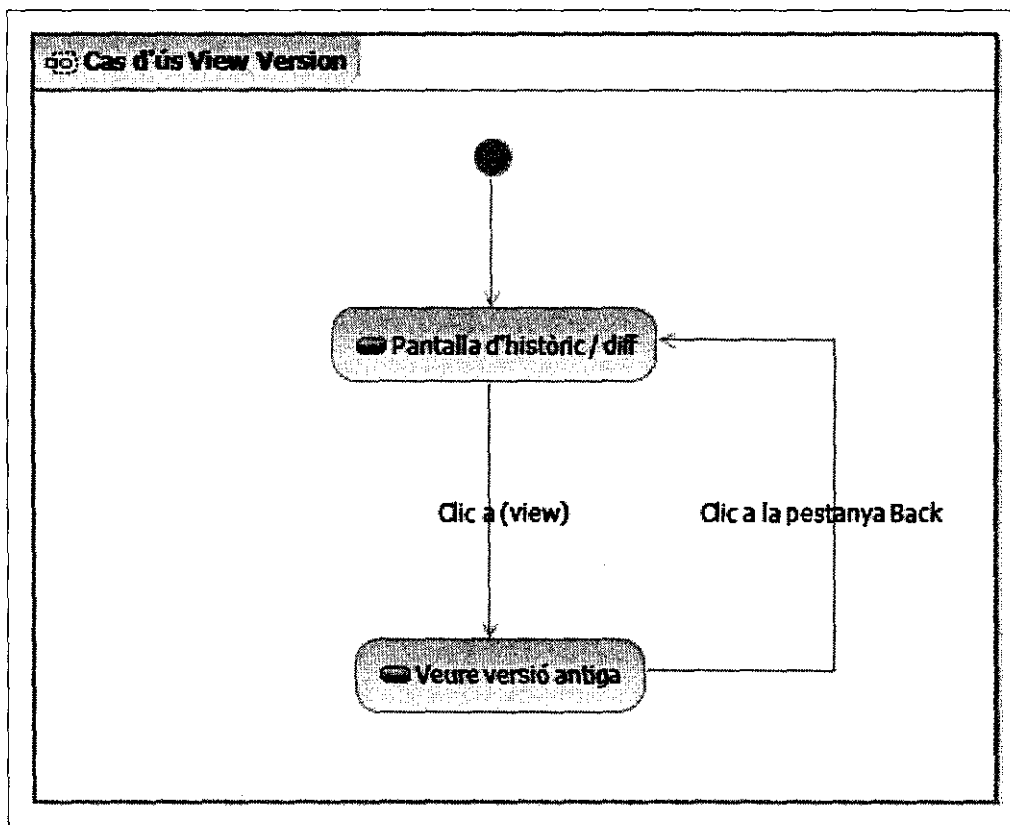 Cas d'ús View Version
Pantalla d'històric / diff
Clic a (view)
Clic a la pestanya Back
Veure versió antiga